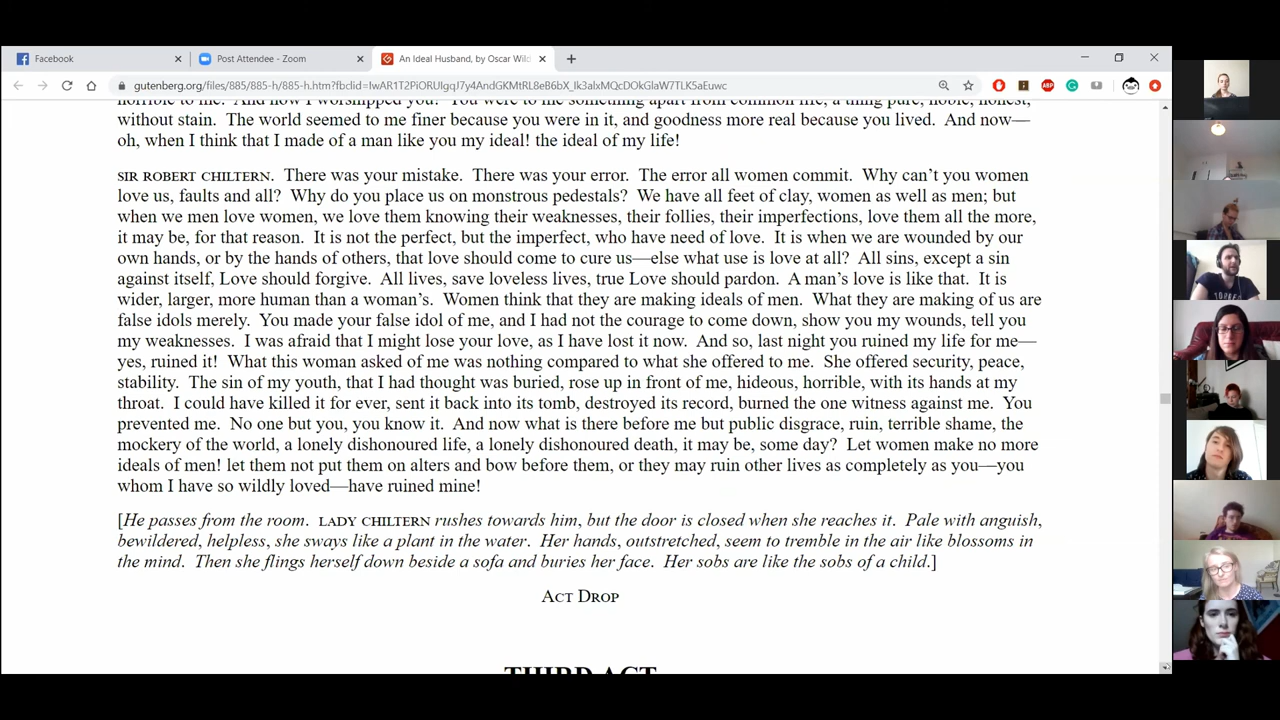 Facebook
Post Attendee - Zoom
An Ideal Husband, by Oscar Wild
gutenberg.org/files/885/885-h/885-h.htm?fbclid=IwAR1T2PiORUIgqJ7y4AndGKMtRL8eB6bX_Ik3alxMQcDOkGlaW7TLK5aEuwc
horrible to me. And how I worshipped you! You were to me something apart from common life, a thing pure, noble, honest,
without stain. The world seemed to me finer because you were in it, and goodness more real because you lived. And now—
oh, when I think that I made of a man like you my ideal! the ideal of my life!
SIR ROBERT CHILTERN. There was your mistake. There was your error. The error all women commit. Why can’t you women
love us, faults and all? Why do you place us on monstrous pedestals? We have all feet of clay, women as well as men; but
when we men love women, we love them knowing their weaknesses, their follies, their imperfections, love them all the more,
it may be, for that reason. It is not the perfect, but the imperfect, who have need of love. It is when we are wounded by our
own hands, or by the hands of others, that love should come to cure us—else what use is love at all? All sins, except a sin
against itself, Love should forgive. All lives, save loveless lives, true Love should pardon. A man’s love is like that. It is
wider, larger, more human than a woman’s. Women think that they are making ideals of men. What they are making of us are
false idols merely. You made your false idol of me, and I had not the courage to come down, show you my wounds, tell you
my weaknesses. I was afraid that I might lose your love, as I have lost it now. And so, last night you ruined my life for me—
yes, ruined it! What this woman asked of me was nothing compared to what she offered to me. She offered security, peace,
stability. The sin of my youth, that I had thought was buried, rose up in front of me, hideous, horrible, with its hands at my
throat. I could have killed it for ever, sent it back into its tomb, destroyed its record, burned the one witness against me. You
prevented me. No one but you, you know it. And now what is there before me but public disgrace, ruin, terrible shame, the
mockery of the world, a lonely dishonoured life, a lonely dishonoured death, it may be, some day? Let women make no more
ideals of men! let them not put them on alters and bow before them, or they may ruin other lives as completely as you—you
whom I have so wildly loved—have ruined mine!
[He passes from the room. LADY CHILTERN rushes towards him, but the door is closed when she reaches it. Pale with anguish,
bewildered, helpless, she sways like a plant in the water. Her hands, outstretched, seem to tremble in the air like blossoms in
the mind. Then she flings herself down beside a sofa and buries her face. Her sobs are like the sobs of a child.]
ACT DROP
THIRD ACT